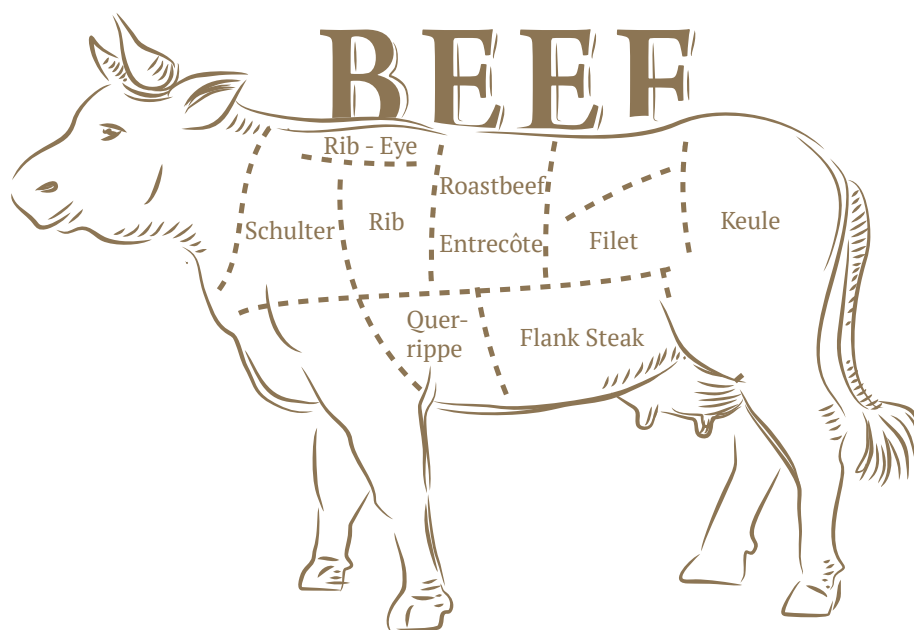 BEEF
Rib - Eye
Schulter
Rib
Roastbeef
Entrecôte
Filet
Keule
Quer-
rippe
Flank Steak